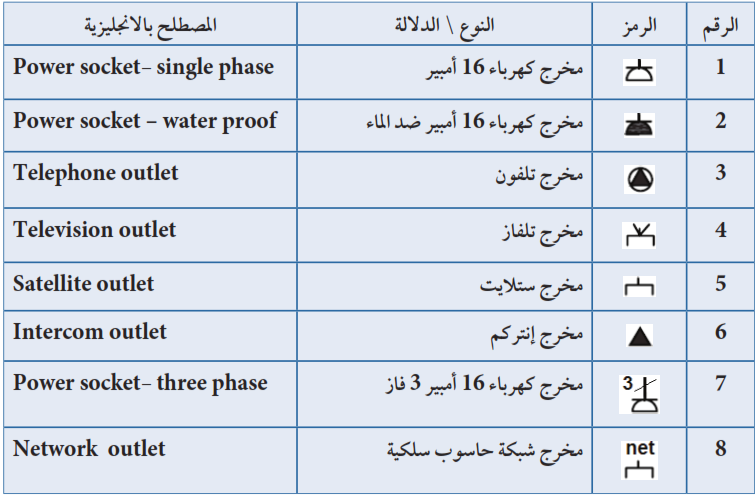 الرقم الرمز النوع \ الدلالة المصطلح بالانجليزية
1 مخرج كهرباء 16 أمبير Power socket– single phase
2 مخرج كهرباء 16 أمبير ضد الماء Power socket – water proof
3 مخرج تلفون Telephone outlet
4 مخرج تلفاز Television outlet
5 مخرج ستلايت Satellite outlet
6 مخرج إنتركم Intercom outlet
7 3 مخرج كهرباء 16 أمبير 3 فاز Power socket– three phase
8 net مخرج شبكة حاسوب سلكية Network outlet